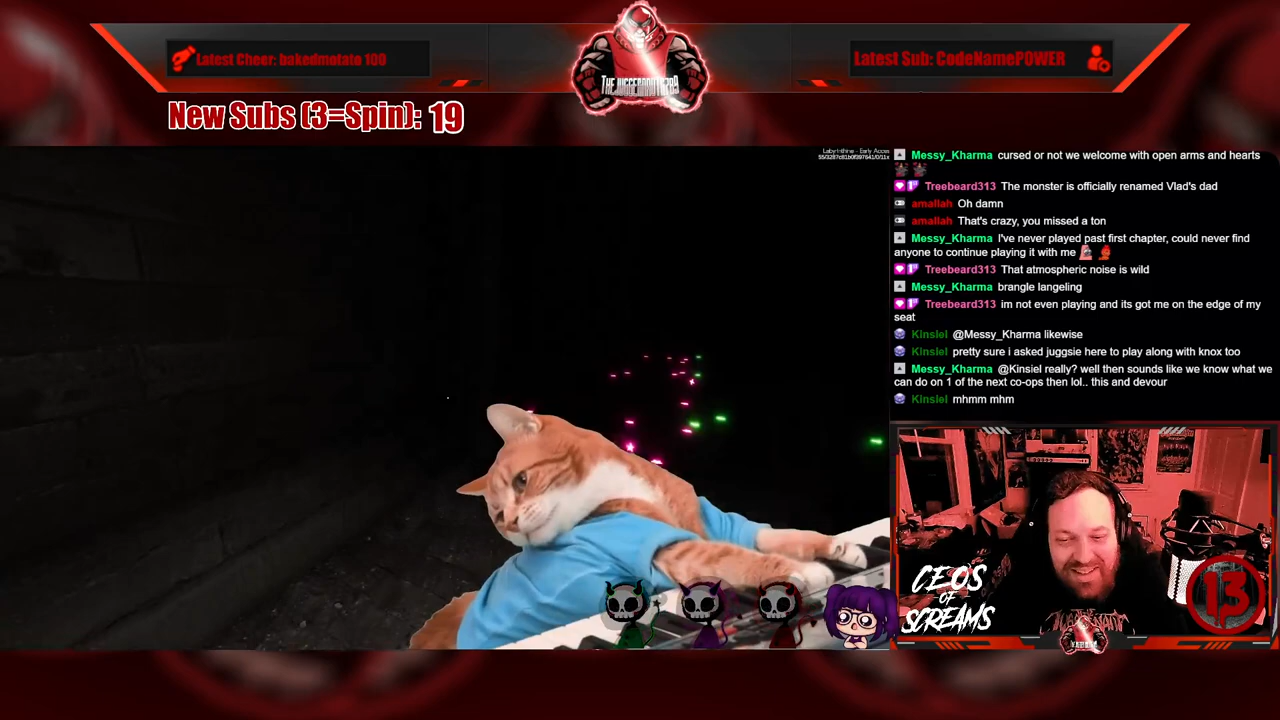 Latest Cheer: bakedmotato 100
THEJUGGERNAUT6289
Latest Sub: CodeNamePOWER
New Subs (3=Spin): 19
Labyrinthine - Early Acces
Messy_Kharma cursed or not we welcome with open arms and hearts
Treebeard313 The monster is officially renamed Vlad's dad
amallah Oh damn
amallah That's crazy, you missed a ton
Messy_Kharma I've never played past first chapter, could never find
anyone to continue playing it with me
Treebeard313 That atmospheric noise is wild
Messy_Kharma brangle langeling
Treebeard313 im not even playing and its got me on the edge of my
seat
Kinsiel @Messy_Kharma likewise
Kinsiel pretty sure i asked juggsie here to play along with knox too
Messy_Kharma @Kinsiel really? well then sounds like we know what we
can do on 1 of the next co-ops then lol.. this and devour
Kinsiel mhmm mhm
CEOS
OF
SCREAMS
13